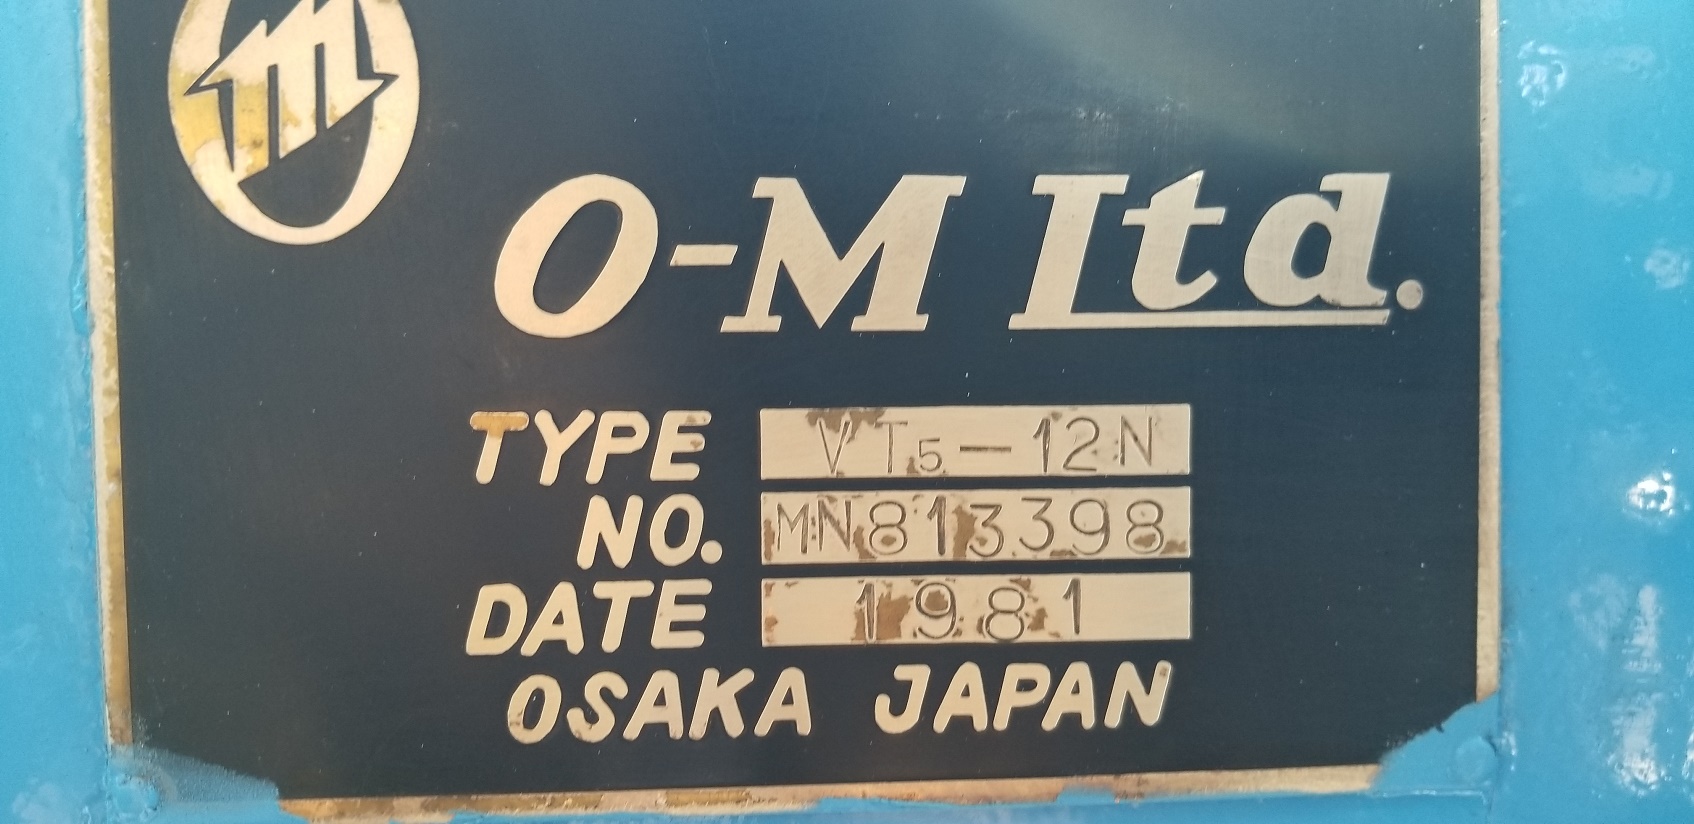 m
O-M Ltd.
TYPE VT5-12N
NO. MN813398
DATE 1981
OSAKA JAPAN